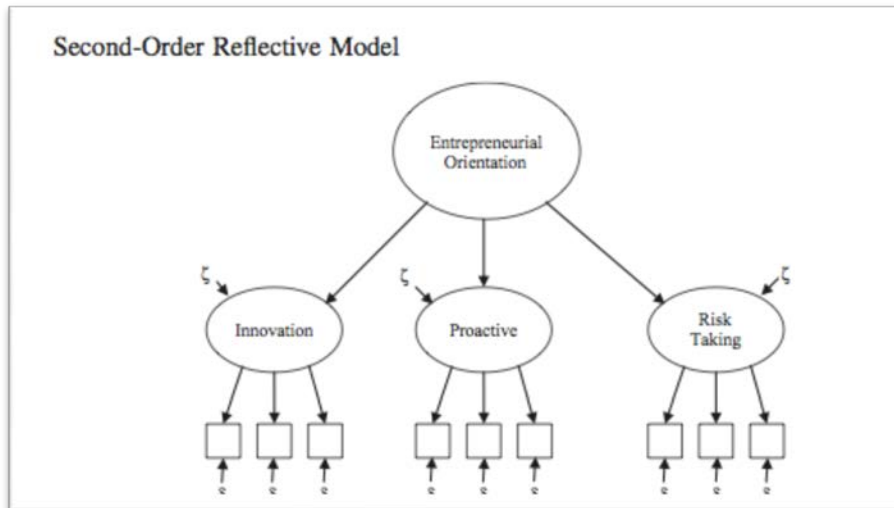 Second-Order Reflective Model
Entrepreneurial
Orientation
ζ
ζ
ζ
Innovation
Proactive
Risk
Taking